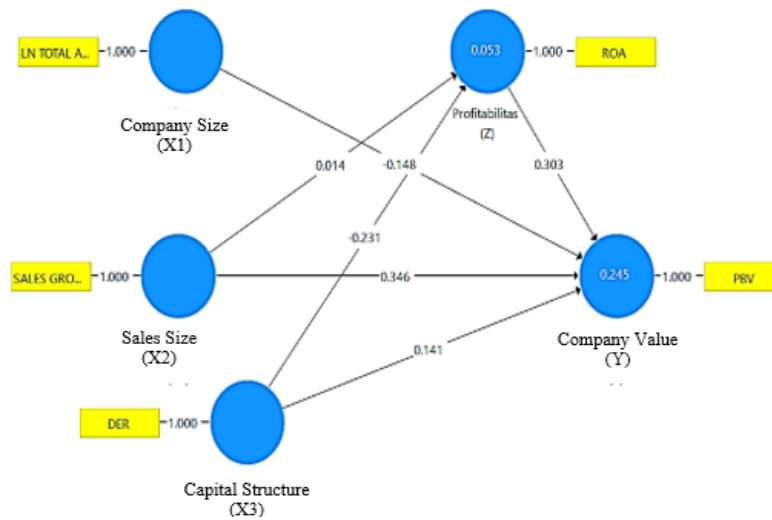 LN TOTAL A...
1.000
Company Size
(X1)
0.053
1.000
ROA
Profitabilitas
(Z)
0.014
-0.148
0.303
-0.231
SALES GRO...
1.000
0.346
0.245
1.000
PBV
Sales Size
(X2)
Company Value
(Y)
0.141
DER
1.000
Capital Structure
(X3)